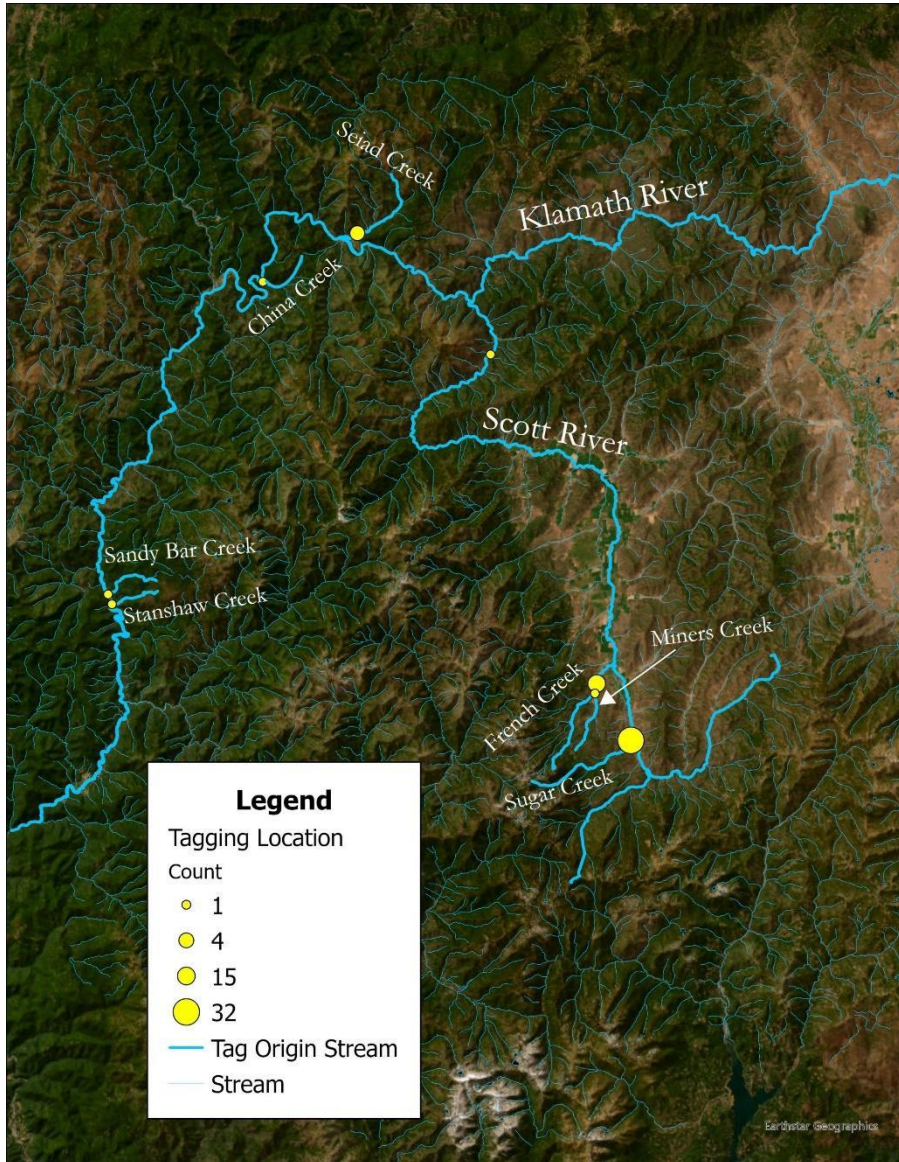 Seiad Creek
Klamath River
China Creek
Scott River
Sandy Bar Creek
Stanshaw Creek
Miners Creek
French Creek
Sugar Creek
Legend
Tagging Location
Count
1
4
15
32
Tag Origin Stream
Stream
Earthstar Geographics